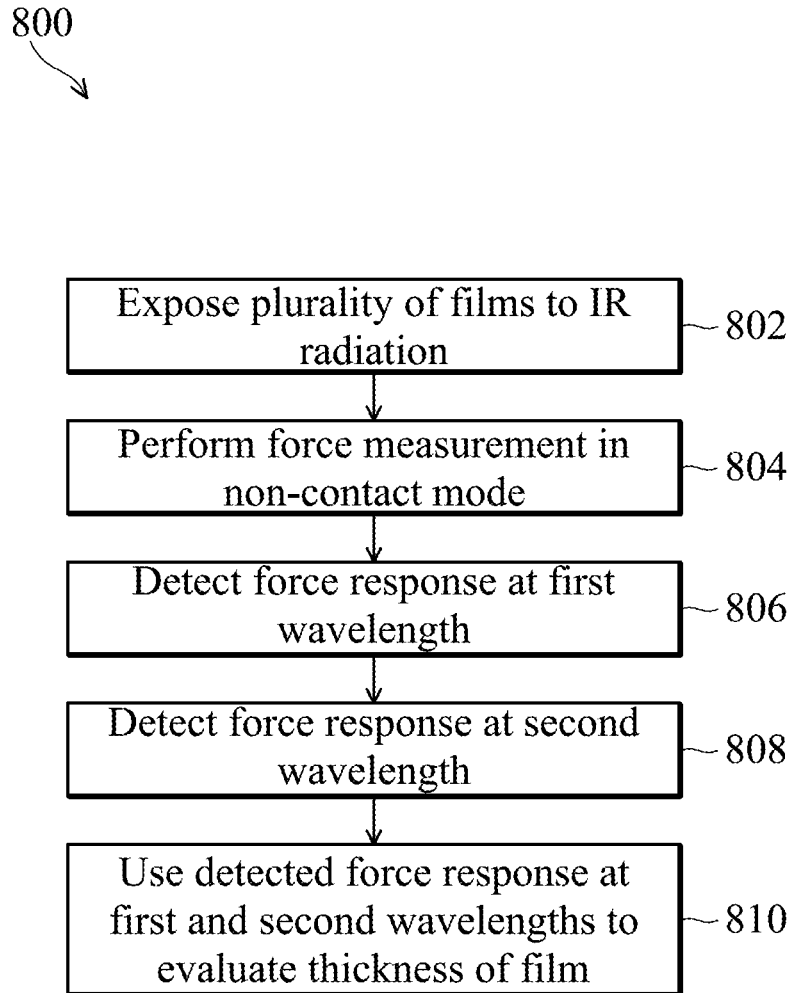 800
Expose plurality of films to IR
radiation
802
Perform force measurement in
non-contact mode
804
Detect force response at first
wavelength
806
Detect force response at second
wavelength
808
Use detected force response at
first and second wavelengths to
evaluate thickness of film
810